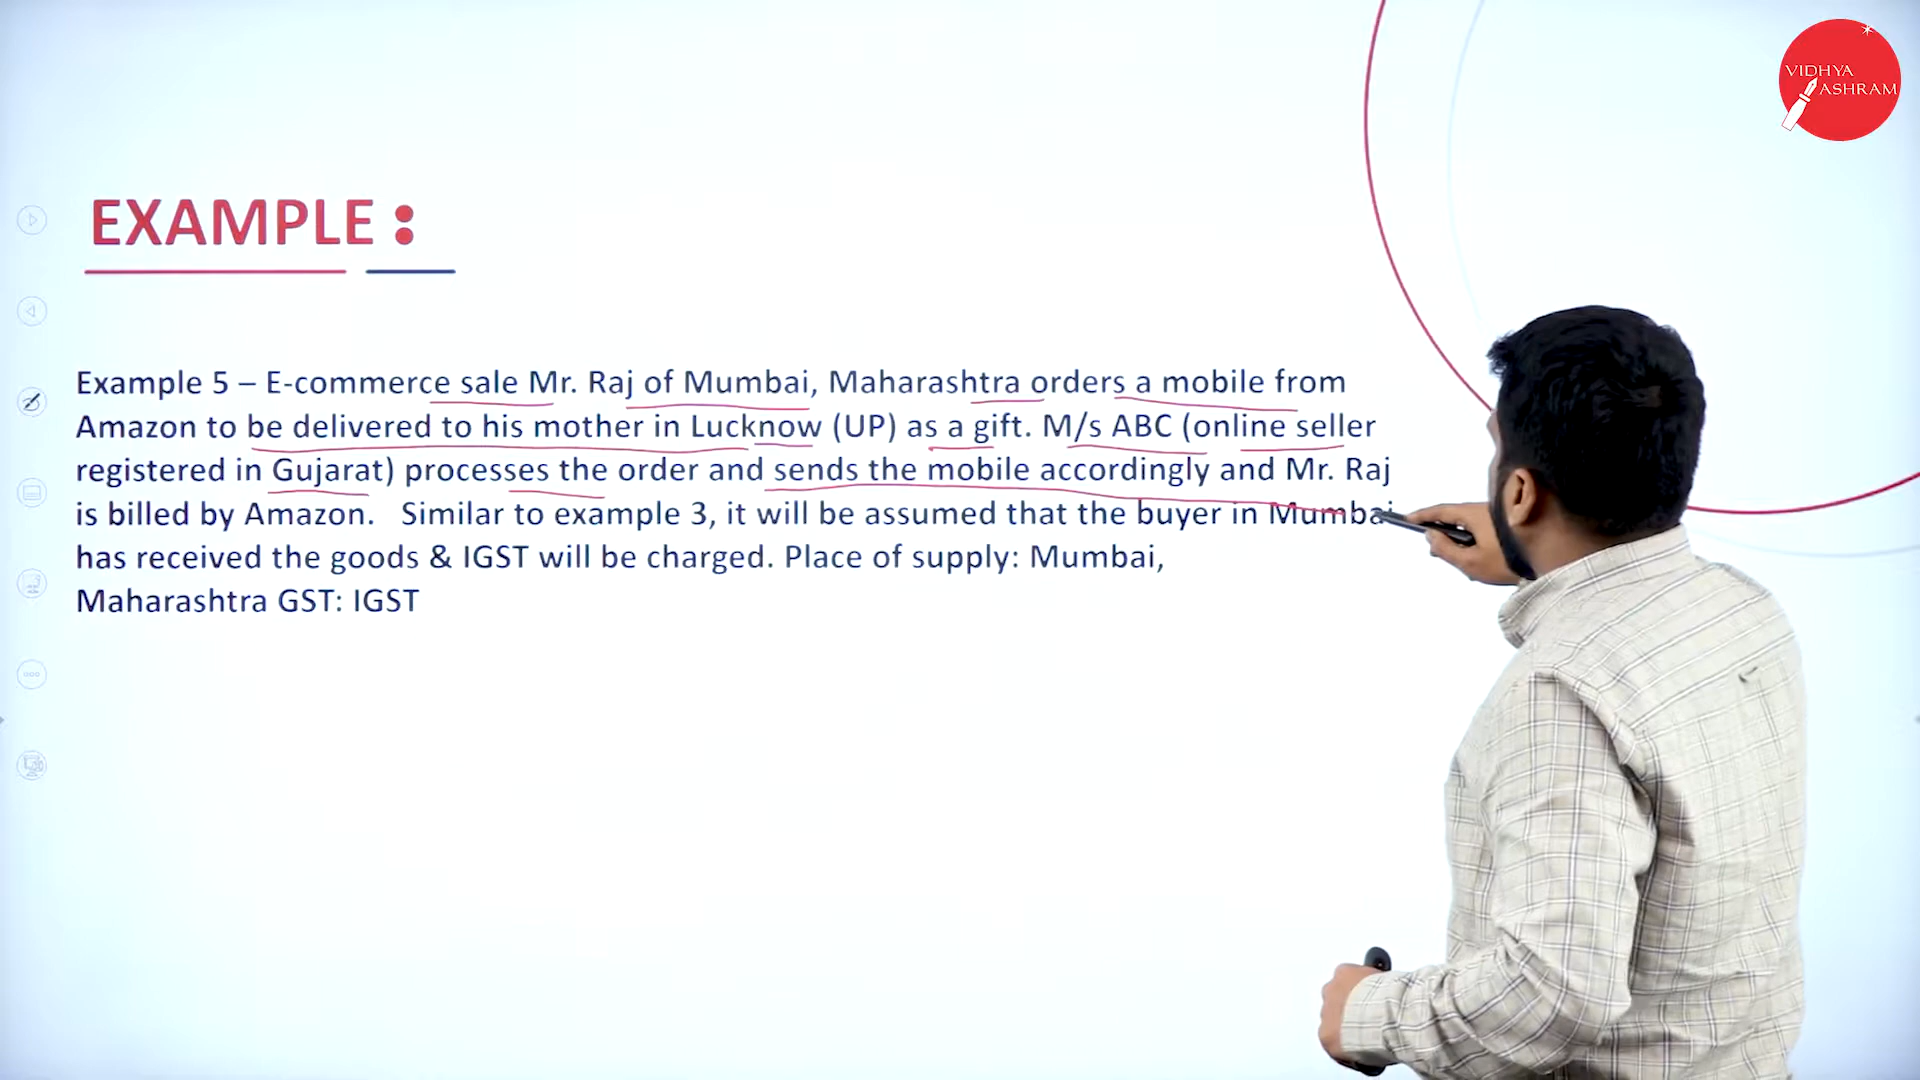 VIDHYA
ASHRAM
EXAMPLE :
Example 5 – E-commerce sale Mr. Raj of Mumbai, Maharashtra orders a mobile from
Amazon to be delivered to his mother in Lucknow (UP) as a gift. M/s ABC (online seller
registered in Gujarat) processes the order and sends the mobile accordingly and Mr. Raj
is billed by Amazon. Similar to example 3, it will be assumed that the buyer in Mumbai
has received the goods & IGST will be charged. Place of supply: Mumbai,
Maharashtra GST: IGST